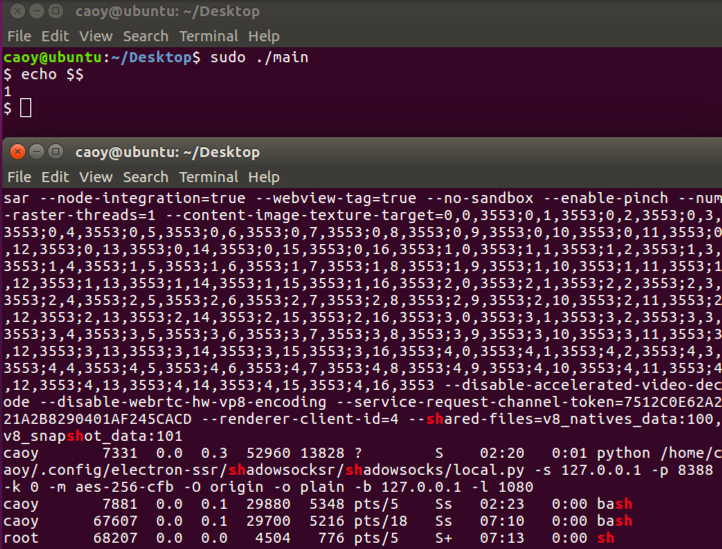 caoy@ubuntu: ~/Desktop
File Edit View Search Terminal Help
caoy@ubuntu:~/Desktop$ sudo ./main
$ echo $$
1
$
caoy@ubuntu: ~/Desktop
File Edit View Search Terminal Help
sar --node-integration=true --webview-tag=true --no-sandbox --enable-pinch --num
-raster-threads=1 --content-image-texture-target=0,0,3553;0,1,3553;0,2,3553;0,3,
3553;0,4,3553;0,5,3553;0,6,3553;0,7,3553;0,8,3553;0,9,3553;0,10,3553;0,11,3553;0
,12,3553;0,13,3553;0,14,3553;0,15,3553;0,16,3553;1,0,3553;1,1,3553;1,2,3553;1,3,
3553;1,4,3553;1,5,3553;1,6,3553;1,7,3553;1,8,3553;1,9,3553;1,10,3553;1,11,3553;1
,12,3553;1,13,3553;1,14,3553;1,15,3553;1,16,3553;2,0,3553;2,1,3553;2,2,3553;2,3,
3553;2,4,3553;2,5,3553;2,6,3553;2,7,3553;2,8,3553;2,9,3553;2,10,3553;2,11,3553;2
,12,3553;2,13,3553;2,14,3553;2,15,3553;2,16,3553;3,0,3553;3,1,3553;3,2,3553;3,3,
3553;3,4,3553;3,5,3553;3,6,3553;3,7,3553;3,8,3553;3,9,3553;3,10,3553;3,11,3553;3
,12,3553;3,13,3553;3,14,3553;3,15,3553;3,16,3553;4,0,3553;4,1,3553;4,2,3553;4,3,
3553;4,4,3553;4,5,3553;4,6,3553;4,7,3553;4,8,3553;4,9,3553;4,10,3553;4,11,3553;4
,12,3553;4,13,3553;4,14,3553;4,15,3553;4,16,3553 --disable-accelerated-video-dec
ode --disable-webrtc-hw-vp8-encoding --service-request-channel-token=7512C0E62A2
21A2B8290401AF245CACD --renderer-client-id=4 --shared-files=v8_natives_data:100,
v8_snapshot_data:101
caoy 7331 0.0 0.3 52960 13828 ? S 02:20 0:01 python /home/c
aoy/.config/electron-ssr/shadowsocksr/shadowsocks/local.py -s 127.0.0.1 -p 8388
-k 0 -m aes-256-cfb -O origin -o plain -b 127.0.0.1 -l 1080
caoy 7881 0.0 0.1 29880 5348 pts/5 Ss 02:23 0:00 bash
caoy 67607 0.0 0.1 29700 5216 pts/18 Ss 07:10 0:00 bash
root 68207 0.0 0.0 4504 776 pts/5 S+ 07:13 0:00 sh